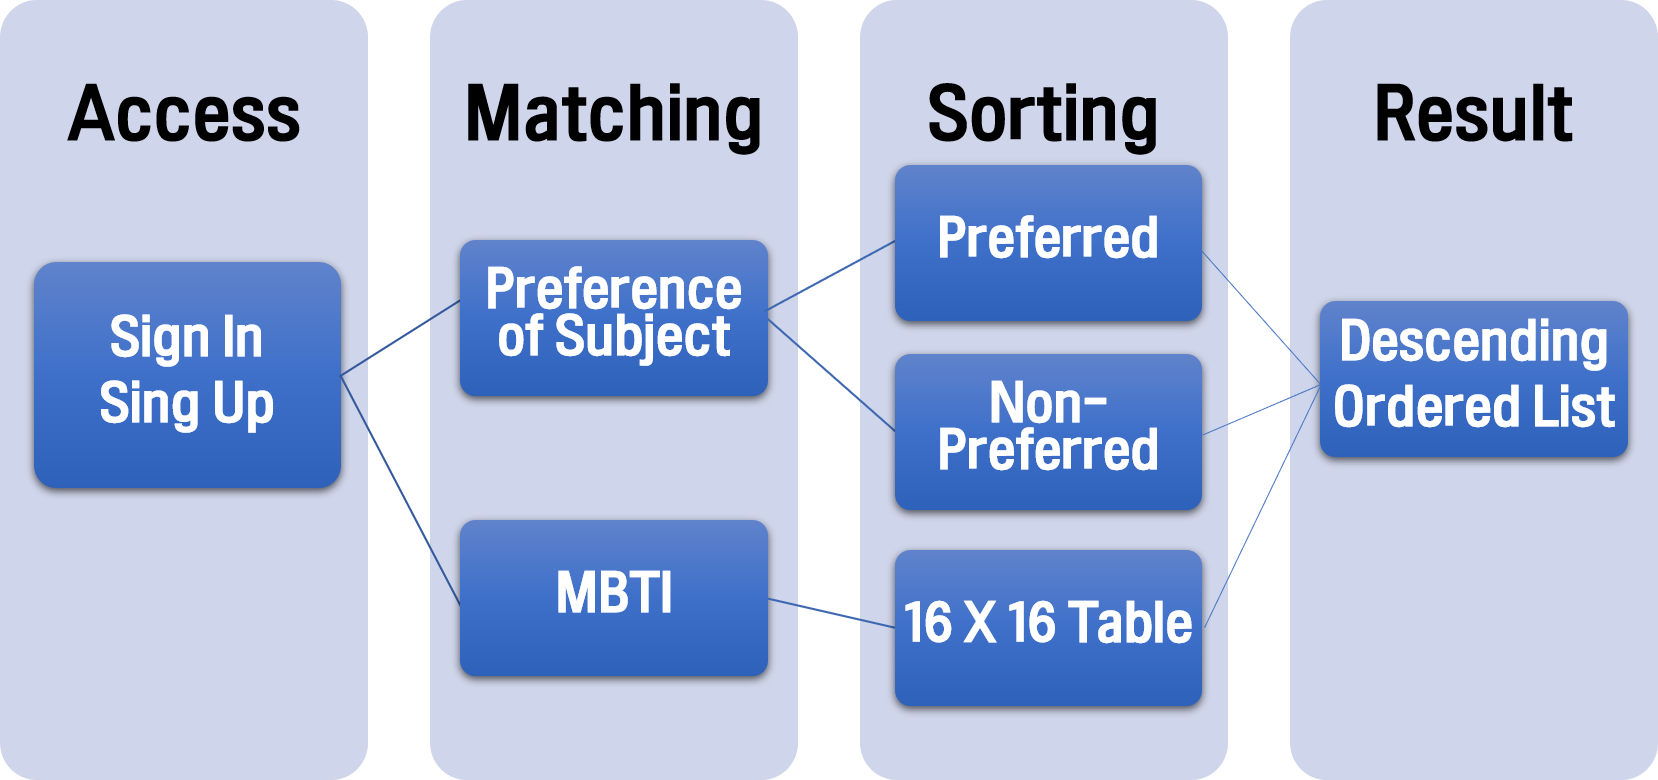 Access
Sign In
Sing Up
Matching
Preference
of Subject
MBTI
Sorting
Preferred
Non-
Preferred
16 X 16 Table
Result
Descending
Ordered List